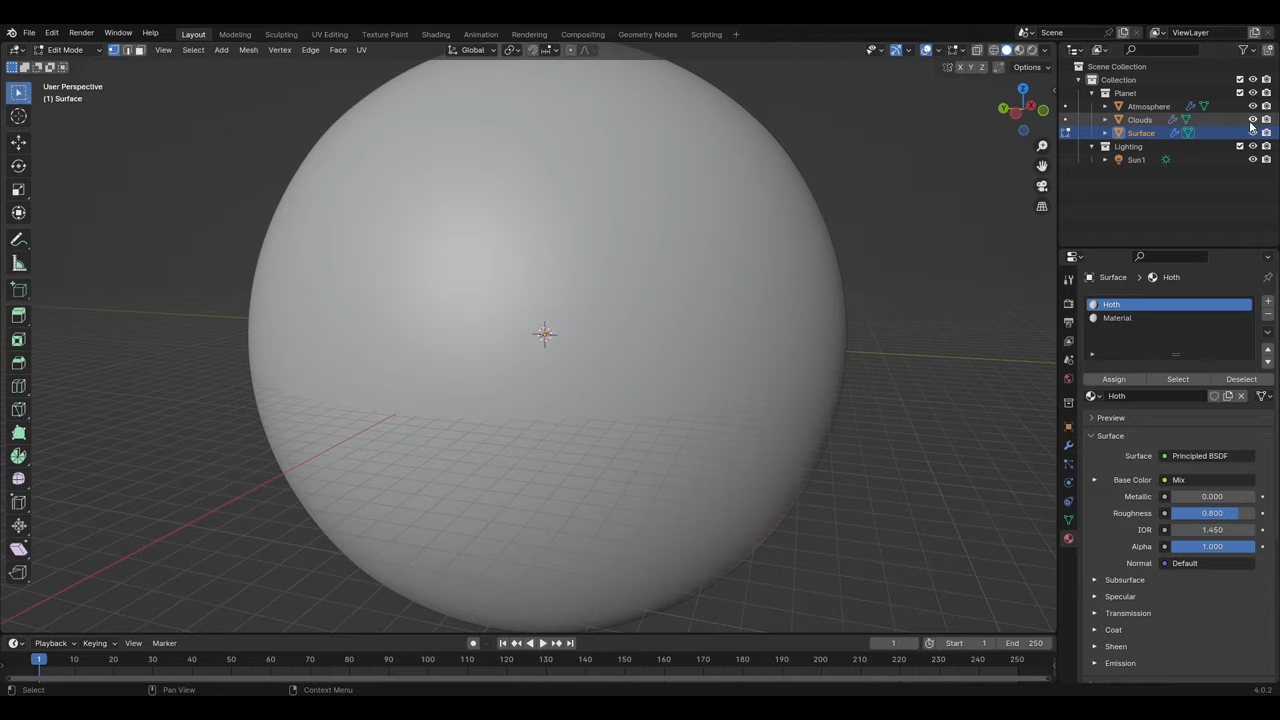 File Edit Render Window Help Layout Modeling Sculpting UV Editing Texture Paint Shading Animation Rendering Compositing Geometry Nodes Scripting + Scene ViewLayer
Edit Mode View Select Add Mesh Vertex Edge Face UV Global
X Y Z Options
User Perspective
(1) Surface
Z
Y
X
Scene Collection
Collection
Planet
Atmosphere
Clouds
Surface
Lighting
Sun1
Surface > Hoth
Hoth
Material
Assign Select Deselect
Hoth
Preview
Surface
Surface Principled BSDF
Base Color Mix
Metallic 0.000
Roughness 0.800
IOR 1.450
Alpha 1.000
Normal Default
Subsurface
Specular
Transmission
Coat
Sheen
Emission
Playback Keying View Marker 1 Start 1 End 250
1 10 20 30 40 50 60 70 80 90 100 110 120 130 140 150 160 170 180 190 200 210 220 230 240 250
Select Pan View Context Menu 4.0.2